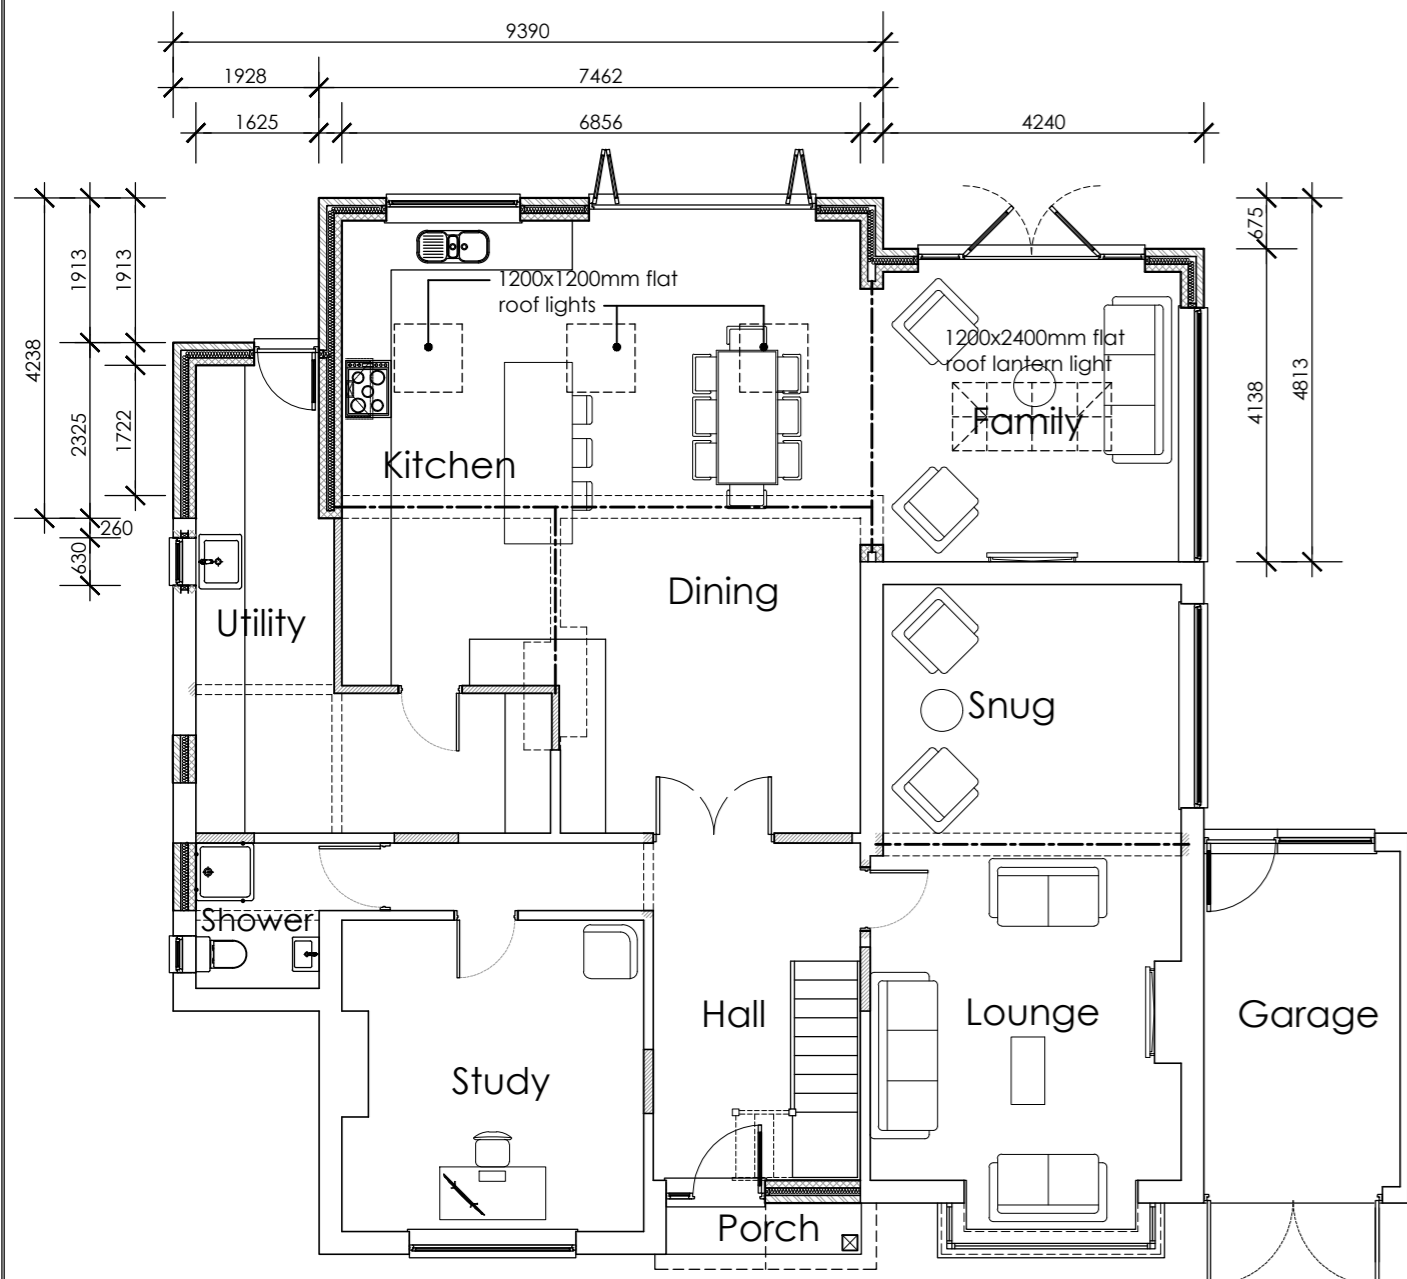 9390
1928
7462
1625
6856
4240
4238
1913
1913
2325
1722
260
630
675
4138
4813
1200x1200mm flat
roof lights
1200x2400mm flat
roof lantern light
Family
Kitchen
Dining
Utility
Snug
Shower
Hall
Lounge
Garage
Study
Porch